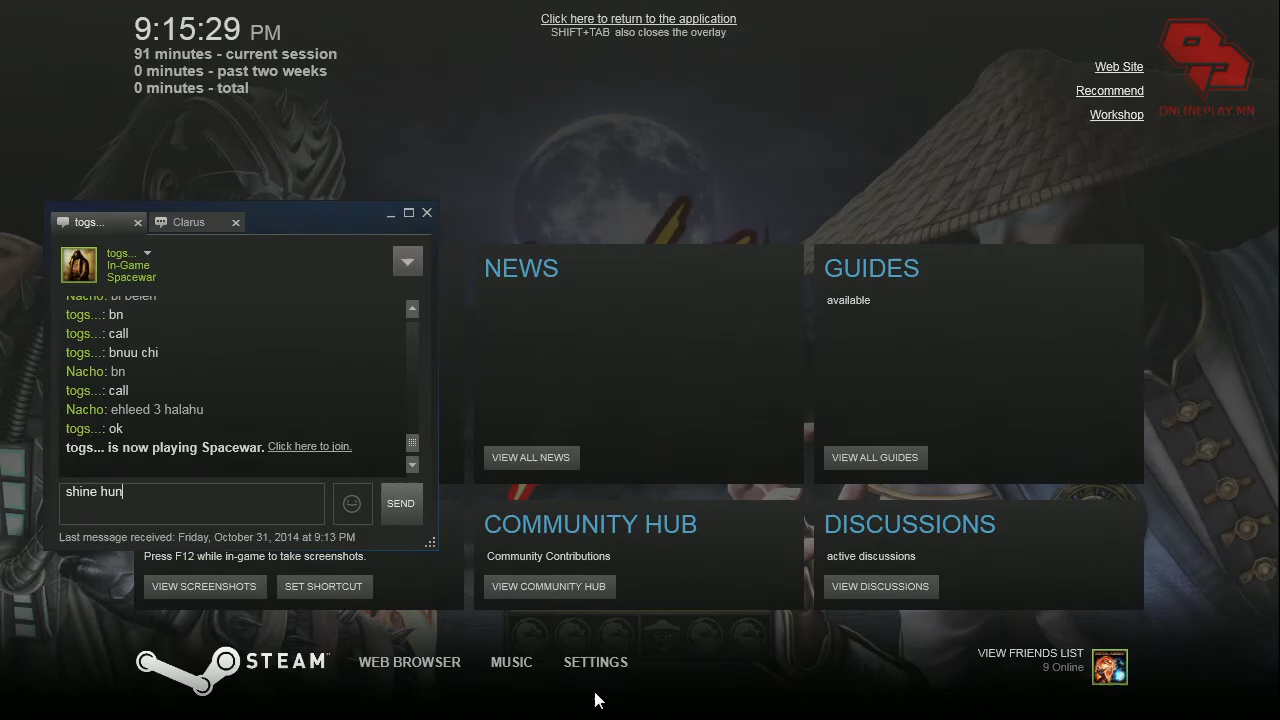 9:15:29 PM
91 minutes - current session
0 minutes - past two weeks
0 minutes - total
Click here to return to the application
SHIFT+TAB also closes the overlay
Web Site
Recommend
Workshop
ONLINEPLAY.MN
togs...
Clarus
togs...
In-Game
Spacewar
Nacho: bi belen
togs...: bn
togs...: call
togs...: bnuu chi
Nacho: bn
togs...: call
Nacho: ehleed 3 halahu
togs...: ok
togs... is now playing Spacewar. Click here to join.
shine hun
SEND
Last message received: Friday, October 31, 2014 at 9:13 PM
NEWS
VIEW ALL NEWS
GUIDES
available
VIEW ALL GUIDES
Press F12 while in-game to take screenshots.
VIEW SCREENSHOTS
SET SHORTCUT
COMMUNITY HUB
Community Contributions
VIEW COMMUNITY HUB
DISCUSSIONS
active discussions
VIEW DISCUSSIONS
STEAM™
WEB BROWSER
MUSIC
SETTINGS
VIEW FRIENDS LIST
9 Online